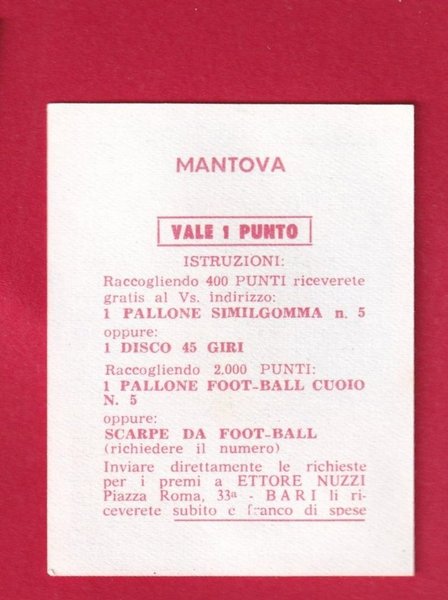 MANTOVA
VALE 1 PUNTO
ISTRUZIONI:
Raccogliendo 400 PUNTI riceverete
gratis al Vs. indirizzo:
1 PALLONE SIMILGOMMA n. 5
oppure:
1 DISCO 45 GIRI
Raccogliendo 2.000 PUNTI:
1 PALLONE FOOT-BALL CUOIO
N. 5
oppure:
SCARPE DA FOOT-BALL
(richiedere il numero)
Inviare direttamente le richieste
per i premi a ETTORE NUZZI
Piazza Roma, 33ª - BARI li ri-
ceverete subito e franco di spese